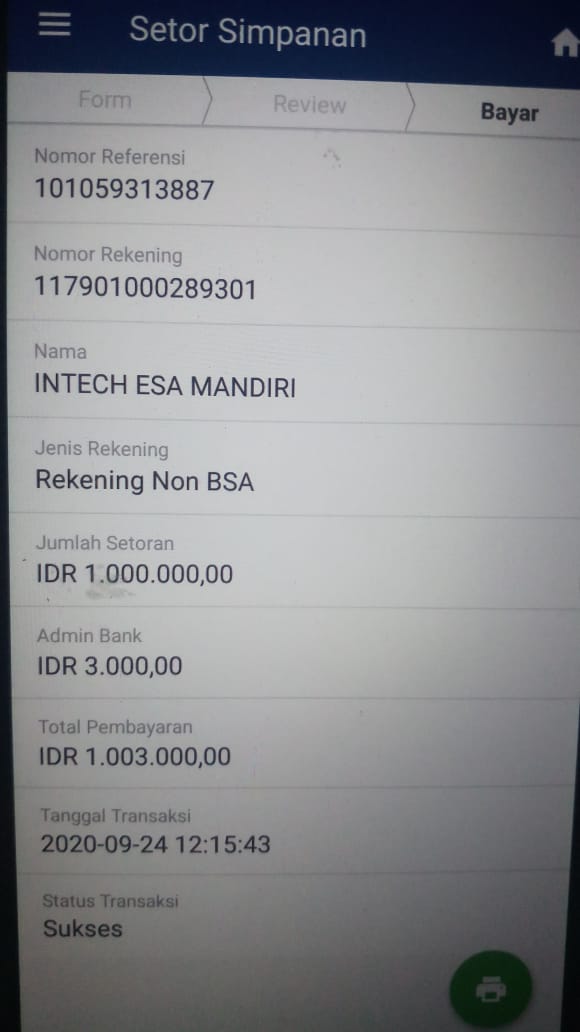 Setor Simpanan
Form
Review
Bayar
Nomor Referensi
101059313887
Nomor Rekening
117901000289301
Nama
INTECH ESA MANDIRI
Jenis Rekening
Rekening Non BSA
Jumlah Setoran
IDR 1.000.000,00
Admin Bank
IDR 3.000,00
Total Pembayaran
IDR 1.003.000,00
Tanggal Transaksi
2020-09-24 12:15:43
Status Transaksi
Sukses